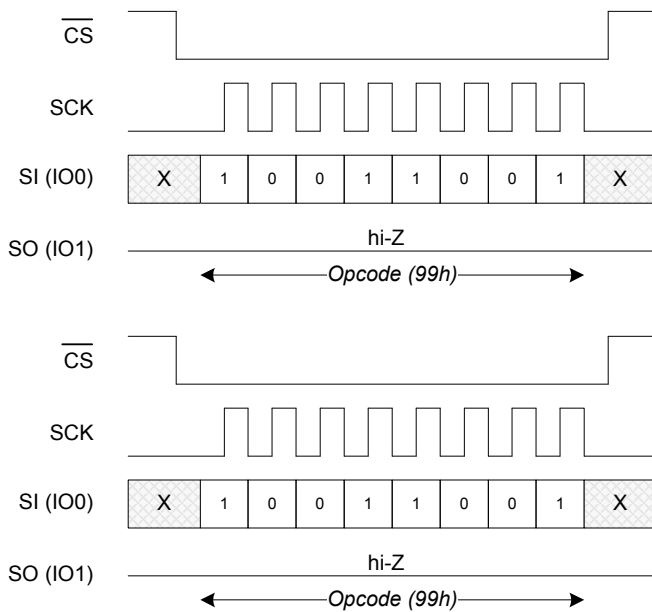 CS
SCK
SI (IO0) X 1 0 0 1 1 0 0 1 X
SO (IO1) hi-Z
Opcode (99h)
CS
SCK
SI (IO0) X 1 0 0 1 1 0 0 1 X
SO (IO1) hi-Z
Opcode (99h)